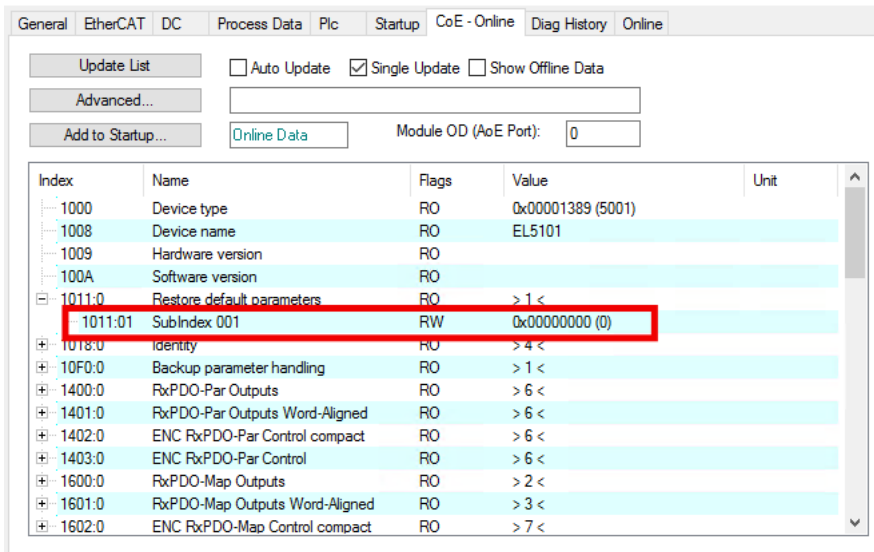 General EtherCAT DC Process Data Plc Startup CoE - Online Diag History Online
Update List Auto Update Single Update Show Offline Data
Advanced...
Add to Startup... Online Data Module OD (AoE Port): 0
Index Name Flags Value Unit
1000 Device type RO 0x00001389 (5001)
1008 Device name RO EL5101
1009 Hardware version RO
100A Software version RO
1011:0 Restore default parameters RO > 1 <
1011:01 SubIndex 001 RW 0x00000000 (0)
1018:0 Identity RO > 4 <
10F0:0 Backup parameter handling RO > 1 <
1400:0 RxPDO-Par Outputs RO > 6 <
1401:0 RxPDO-Par Outputs Word-Aligned RO > 6 <
1402:0 ENC RxPDO-Par Control compact RO > 6 <
1403:0 ENC RxPDO-Par Control RO > 6 <
1600:0 RxPDO-Map Outputs RO > 2 <
1601:0 RxPDO-Map Outputs Word-Aligned RO > 3 <
1602:0 ENC RxPDO-Map Control compact RO > 7 <